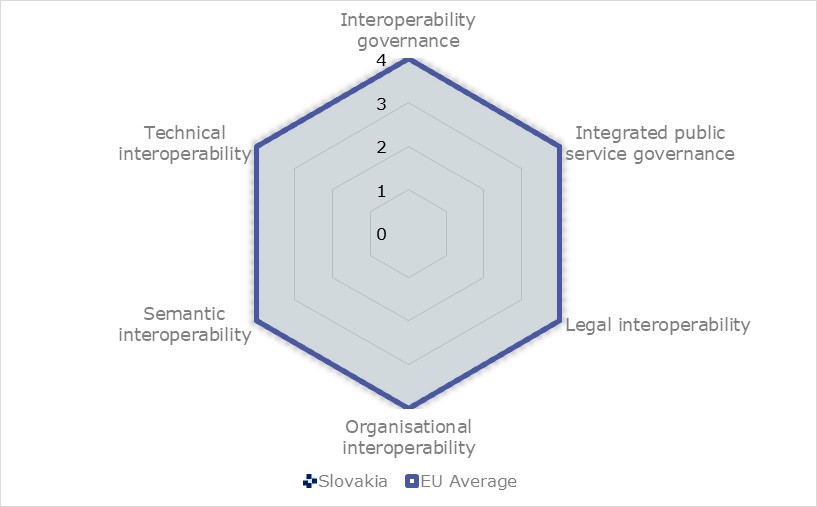 Interoperability
governance
4
3
2
1
0
Technical
interoperability
Integrated public
service governance
Semantic
interoperability
Legal interoperability
Organisational
interoperability
Slovakia EU Average